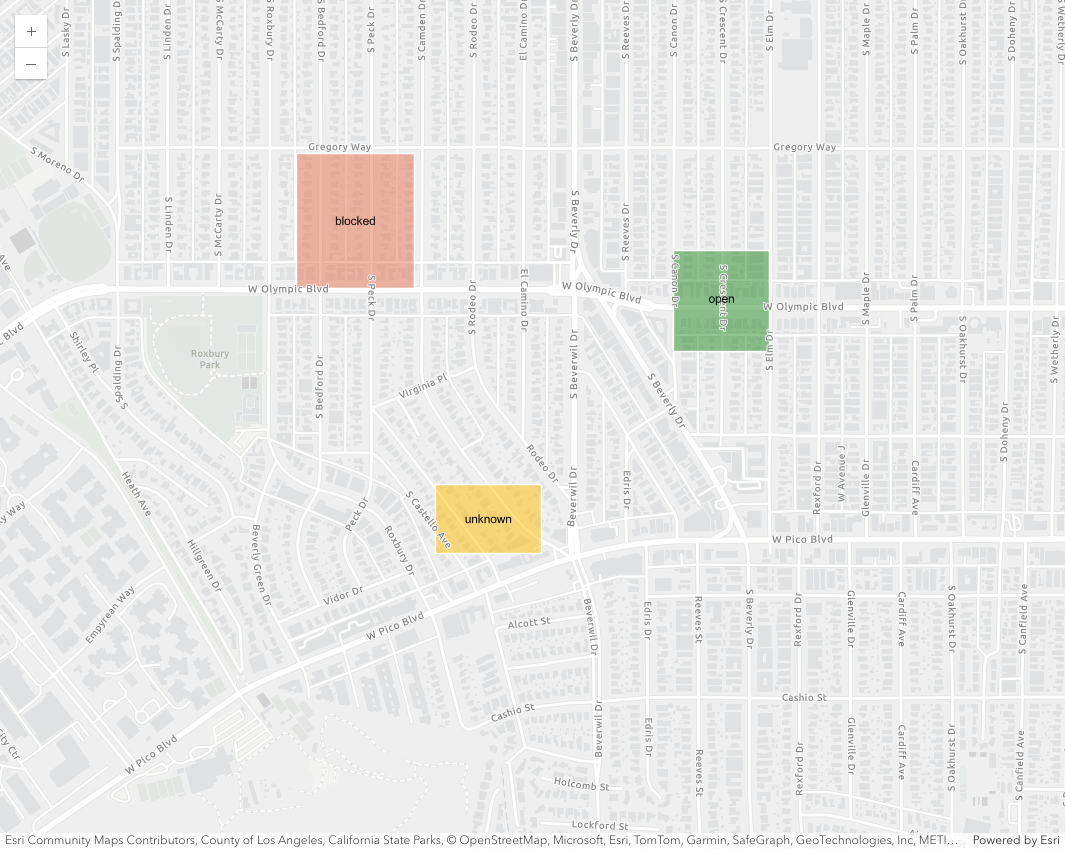 +
−
S Lasky Dr
S Spalding Dr
S Linden Dr
S McCarty Dr
S Roxbury Dr
S Bedford Dr
S Peck Dr
S Camden Dr
S Rodeo Dr
El Camino Dr
S Beverly Dr
S Reeves Dr
S Canon Dr
S Crescent Dr
S Elm Dr
S Maple Dr
S Palm Dr
S Oakhurst Dr
S Doheny Dr
S Wetherly Dr
Gregory Way
Gregory Way
S Moreno Dr
S Linden Dr
S McCarty Dr
blocked
S Beverly Dr
S Reeves Dr
Ave
S Canon Dr
S Crescent Dr
open
S Peck Dr
S Rodeo Dr
El Camino Dr
W Olympic Blvd
W Olympic Blvd
W Olympic Blvd
S Maple Dr
S Palm Dr
Blvd
Shirley Pl
Spalding Dr
S S
Roxbury
Park
S Bedford Dr
S Beverwil Dr
S Elm Dr
S Oakhurst Dr
S Wetherly Dr
Virginia Pl
S Beverly Dr
S Doheny Dr
Rodeo Dr
Beverwil Dr
Edris Dr
Rexford Dr
W Avenue J
Glenville Dr
Cardiff Ave
Heath Ave
y Way
Peck Dr
S Castello Ave
unknown
Roxbury Dr
Beverly Green Dr
Hillgreen Dr
W Pico Blvd
Empyrean Way
Vidor Dr
W Pico Blvd
Alcott St
Beverwil Dr
Edris Dr
Reeves St
S Beverly Dr
Rexford Dr
Glenville Dr
Cardiff Ave
S Oakhurst Dr
S Canfield Ave
Cashio St
Cashio St
City Ctr
W Pico Blvd
Beverwil Dr
Edris Dr
Reeves St
Rexford Dr
Glenville Dr
Cardiff Ave
S Oakhurst Dr
S Canfield Ave
Holcomb St
Lockford St
Esri Community Maps Contributors, County of Los Angeles, California State Parks, © OpenStreetMap, Microsoft, Esri, TomTom, Garmin, SafeGraph, GeoTechnologies, Inc, METI... Powered by Esri